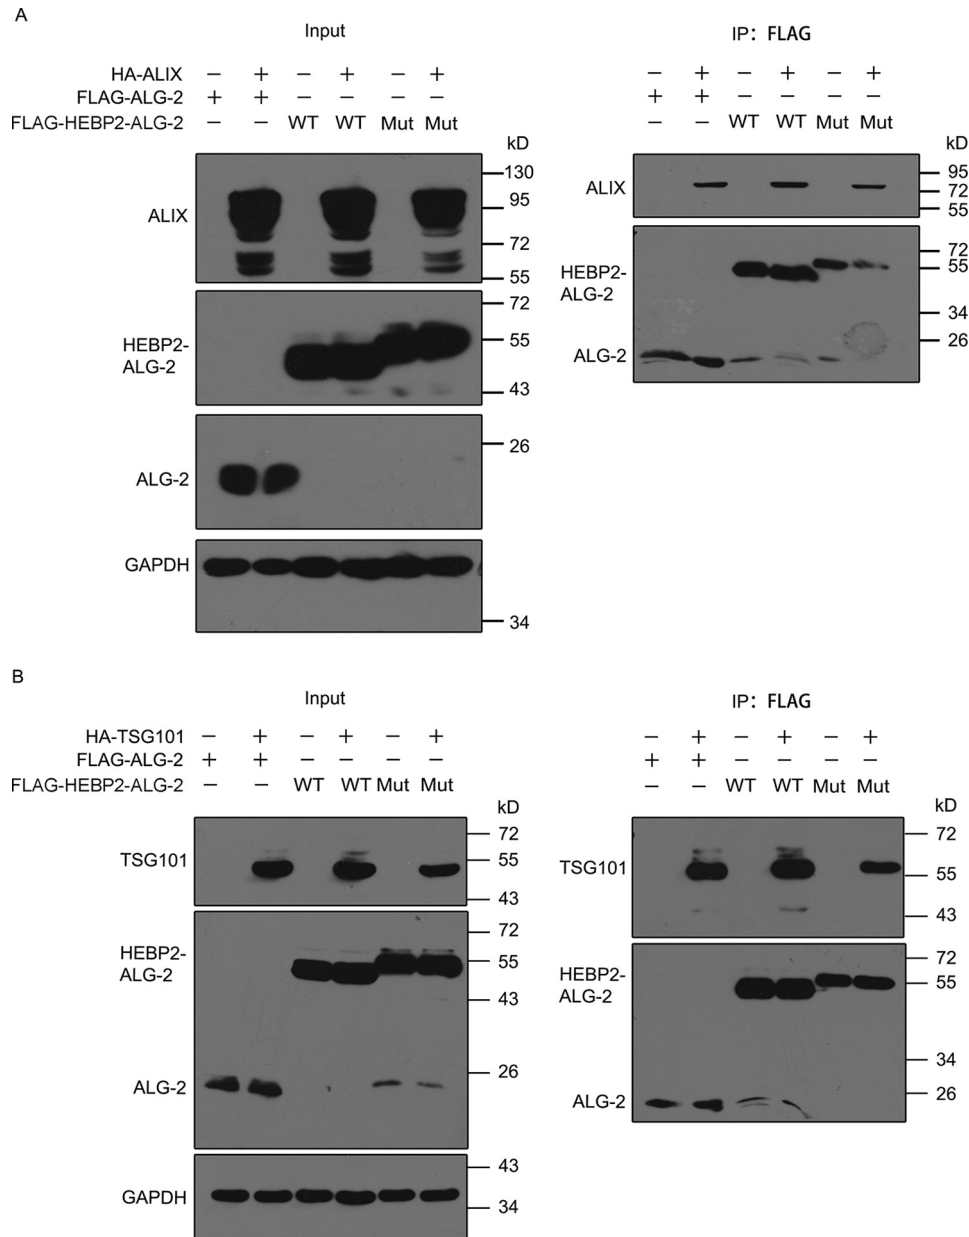 A
Input
HA-ALIX − + − + − +
FLAG-ALG-2 + + − − − −
FLAG-HEBP2-ALG-2 − − WT WT Mut Mut
kD
130
ALIX
95
72
55
72
HEBP2-
ALG-2
55
43
26
ALG-2
GAPDH
34
IP: FLAG
− + − + − +
+ + − − − −
− − WT WT Mut Mut
kD
ALIX
95
72
55
72
HEBP2-
ALG-2
55
34
26
ALG-2
B
Input
HA-TSG101 − + − + − +
FLAG-ALG-2 + + − − − −
FLAG-HEBP2-ALG-2 − − WT WT Mut Mut
kD
72
TSG101
55
43
72
HEBP2-
ALG-2
55
43
26
ALG-2
43
GAPDH
34
IP: FLAG
− + − + − +
+ + − − − −
− − WT WT Mut Mut
kD
72
TSG101
55
43
72
HEBP2-
ALG-2
55
34
26
ALG-2